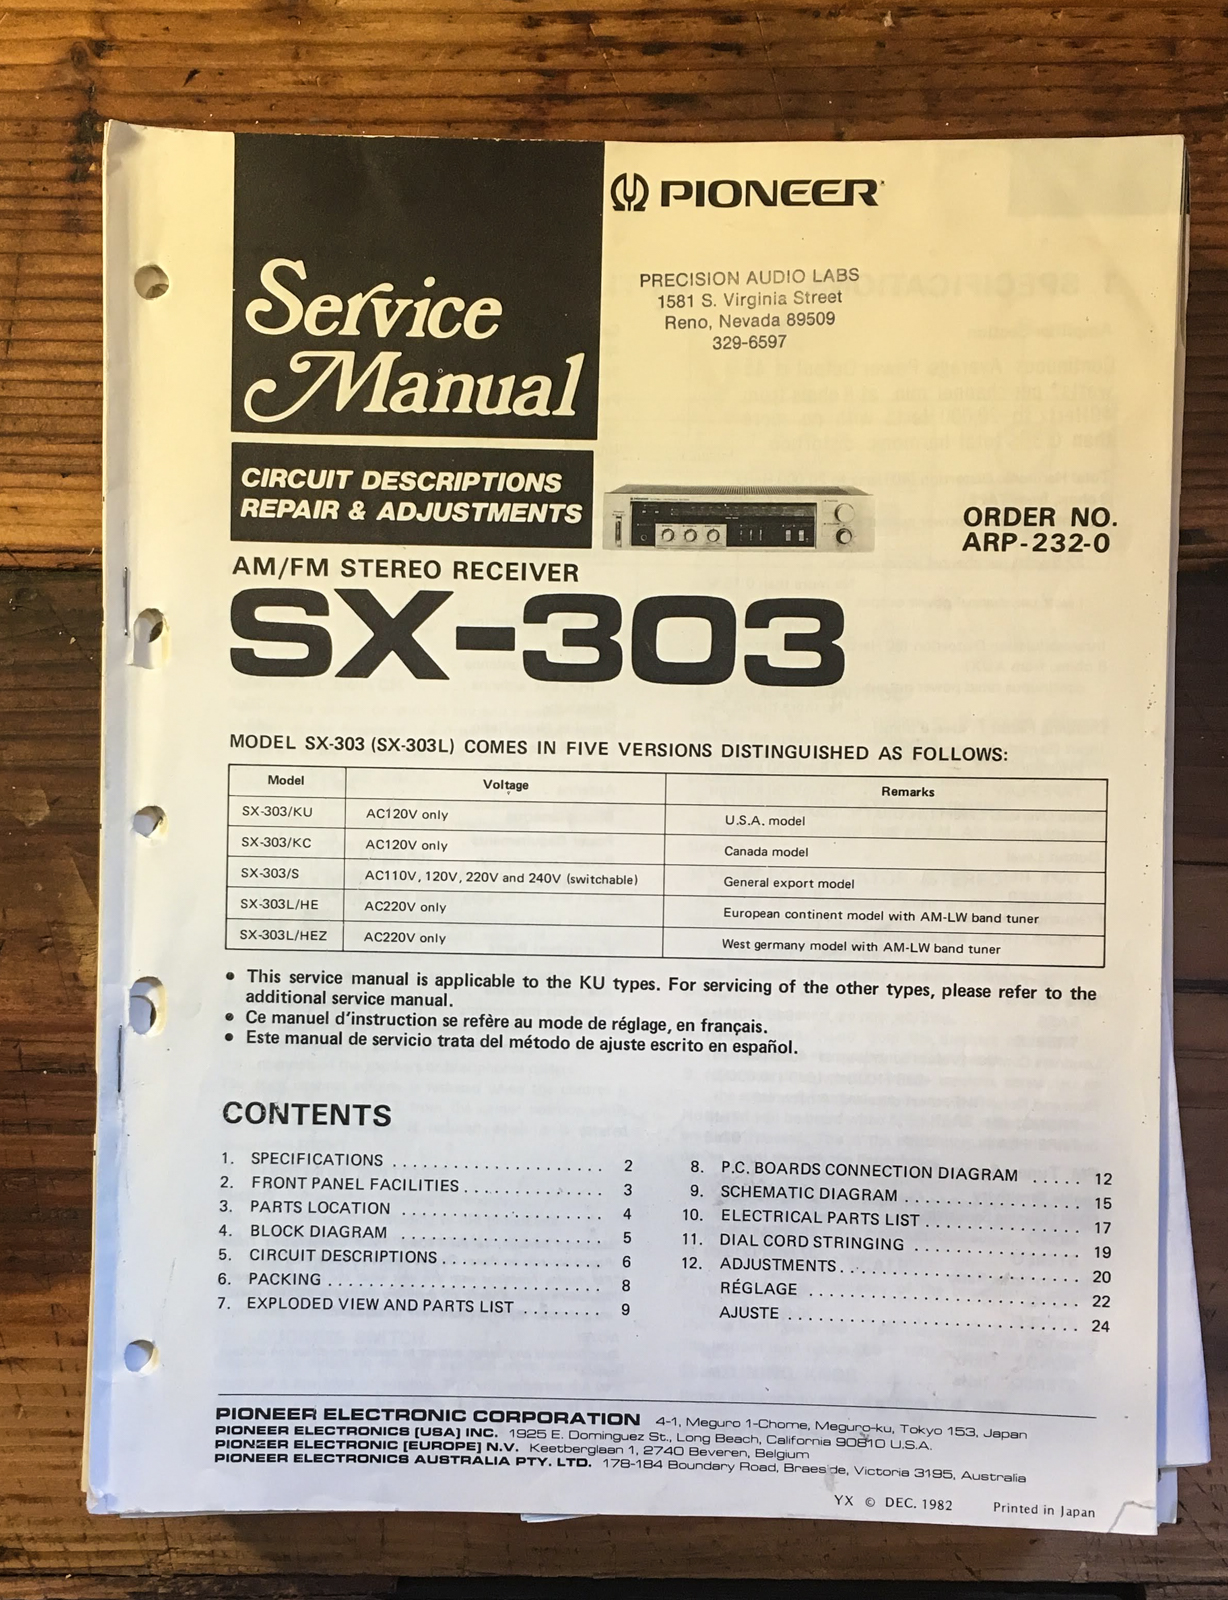 Service
Manual
PIONEER
PRECISION AUDIO LABS
1581 S. Virginia Street
Reno, Nevada 89509
329-6597
CIRCUIT DESCRIPTIONS
REPAIR & ADJUSTMENTS
ORDER NO.
ARP-232-0
AM/FM STEREO RECEIVER
SX-303
MODEL SX-303 (SX-303L) COMES IN FIVE VERSIONS DISTINGUISHED AS FOLLOWS:
Model Voltage Remarks
SX-303/KU AC120V only U.S.A. model
SX-303/KC AC120V only Canada model
SX-303/S AC110V, 120V, 220V and 240V (switchable) General export model
SX-303L/HE AC220V only European continent model with AM-LW band tuner
SX-303L/HEZ AC220V only West germany model with AM-LW band tuner
• This service manual is applicable to the KU types. For servicing of the other types, please refer to the
additional service manual.
• Ce manuel d'instruction se refère au mode de réglage, en français.
• Este manual de servicio trata del método de ajuste escrito en español.
CONTENTS
1. SPECIFICATIONS . . . . . . . . . . . . . . . . . . . . . 2
2. FRONT PANEL FACILITIES . . . . . . . . . . . . . . 3
3. PARTS LOCATION . . . . . . . . . . . . . . . . . . . . 4
4. BLOCK DIAGRAM . . . . . . . . . . . . . . . . . . . . . 5
5. CIRCUIT DESCRIPTIONS . . . . . . . . . . . . . . . . 6
6. PACKING . . . . . . . . . . . . . . . . . . . . . . . . . . . 8
7. EXPLODED VIEW AND PARTS LIST . . . . . . . . 9
8. P.C. BOARDS CONNECTION DIAGRAM . . . . . 12
9. SCHEMATIC DIAGRAM . . . . . . . . . . . . . . . . . 15
10. ELECTRICAL PARTS LIST . . . . . . . . . . . . . . . 17
11. DIAL CORD STRINGING . . . . . . . . . . . . . . . . 19
12. ADJUSTMENTS . . . . . . . . . . . . . . . . . . . . . . . 20
RÉGLAGE . . . . . . . . . . . . . . . . . . . . . . . . . . . 22
AJUSTE . . . . . . . . . . . . . . . . . . . . . . . . . . . . . 24
PIONEER ELECTRONIC CORPORATION 4-1, Meguro 1-Chome, Meguro-ku, Tokyo 153, Japan
PIONEER ELECTRONICS [USA] INC. 1925 E. Dominguez St., Long Beach, California 90810 U.S.A.
PIONEER ELECTRONIC [EUROPE] N.V. Keetberglaan 1, 2740 Beveren, Belgium
PIONEER ELECTRONICS AUSTRALIA PTY. LTD. 178-184 Boundary Road, Braeside, Victoria 3195, Australia
YX © DEC. 1982 Printed in Japan